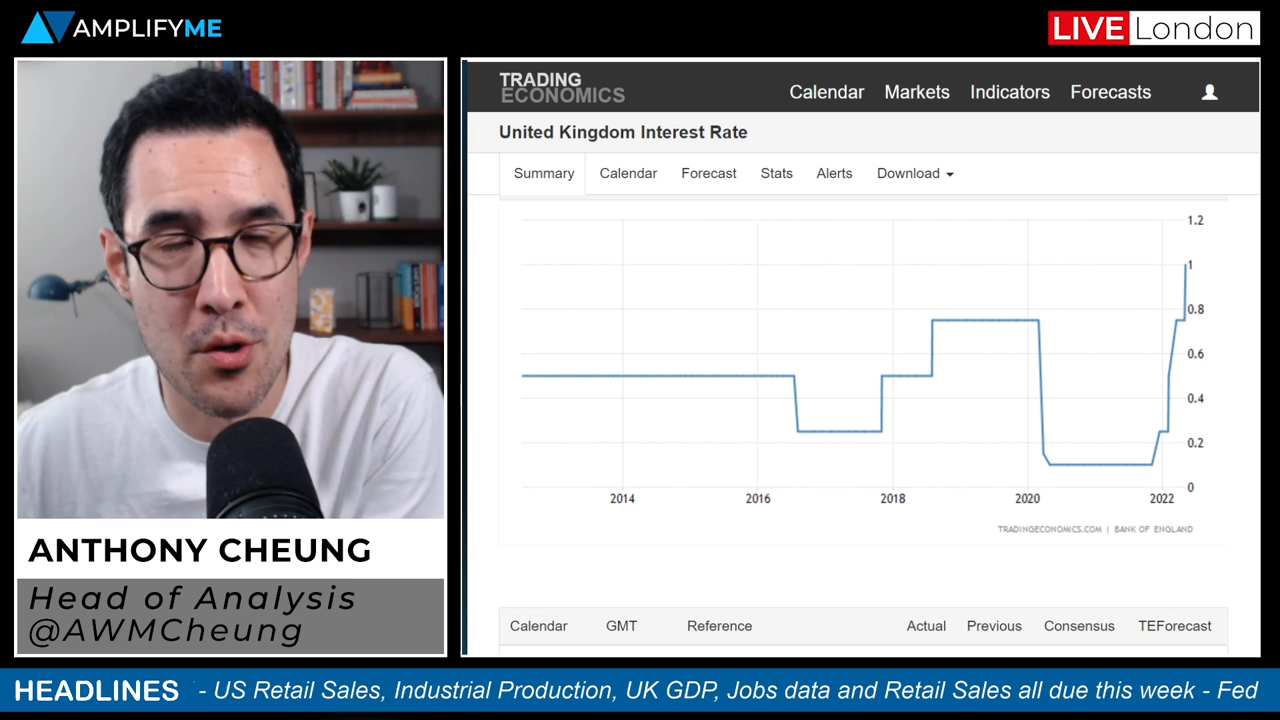 AMPLIFYME
LIVE London
TRADING
ECONOMICS
Calendar Markets Indicators Forecasts
United Kingdom Interest Rate
Summary Calendar Forecast Stats Alerts Download
1.2
1
0.8
0.6
0.4
0.2
0
2014 2016 2018 2020 2022
TRADINGECONOMICS.COM | BANK OF ENGLAND
Calendar GMT Reference Actual Previous Consensus TEForecast
ANTHONY CHEUNG
Head of Analysis
@AWMCheung
HEADLINES - US Retail Sales, Industrial Production, UK GDP, Jobs data and Retail Sales all due this week - Fed